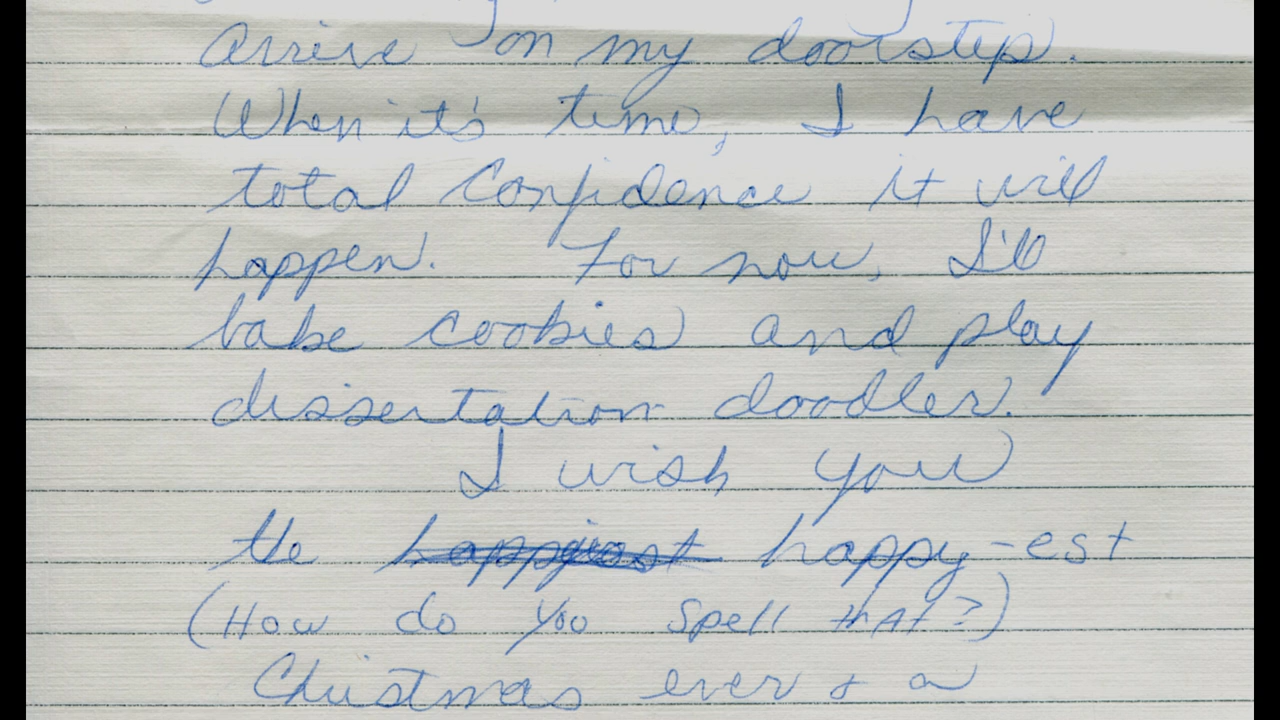 arrive on my doorstep.
When it's time, I have
total confidence it will
happen. For now, I'll
bake cookies and play
dissertation doodler.
I wish you
the happiest happy-est
(How do you spell that?)
Christmas ever & a